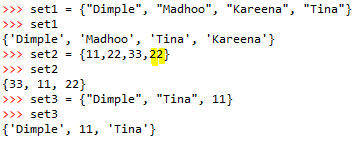 >>> set1 = {"Dimple", "Madhoo", "Kareena", "Tina"}
>>> set1
{'Dimple', 'Madhoo', 'Tina', 'Kareena'}
>>> set2 = {11,22,33,22}
>>> set2
{33, 11, 22}
>>> set3 = {"Dimple", "Tina", 11}
>>> set3
{'Dimple', 11, 'Tina'}